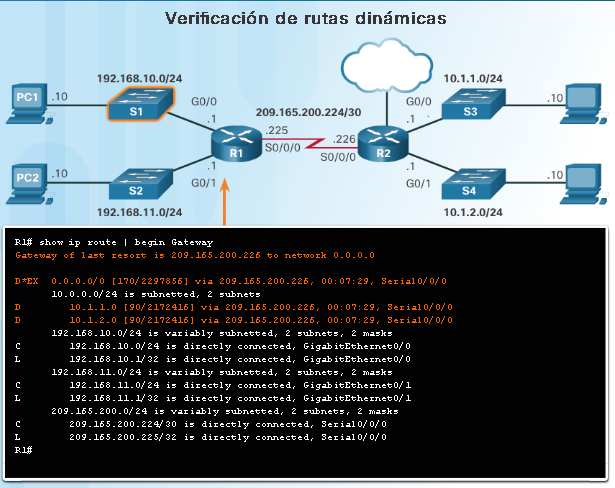 Verificación de rutas dinámicas
192.168.10.0/24
10.1.1.0/24
PC1
.10
S1
G0/0
.1
209.165.200.224/30
G0/0
.1
S3
.10
.225
.226
R1
S0/0/0
S0/0/0
R2
PC2
.10
S2
.1
G0/1
.1
G0/1
S4
.10
192.168.11.0/24
10.1.2.0/24
R1# show ip route | begin Gateway
Gateway of last resort is 209.165.200.226 to network 0.0.0.0
D*EX 0.0.0.0/0 [170/2297856] via 209.165.200.226, 00:07:29, Serial0/0/0
10.0.0.0/24 is subnetted, 2 subnets
D 10.1.1.0 [90/2172416] via 209.165.200.226, 00:07:29, Serial0/0/0
D 10.1.2.0 [90/2172416] via 209.165.200.226, 00:07:29, Serial0/0/0
192.168.10.0/24 is variably subnetted, 2 subnets, 2 masks
C 192.168.10.0/24 is directly connected, GigabitEthernet0/0
L 192.168.10.1/32 is directly connected, GigabitEthernet0/0
192.168.11.0/24 is variably subnetted, 2 subnets, 2 masks
C 192.168.11.0/24 is directly connected, GigabitEthernet0/1
L 192.168.11.1/32 is directly connected, GigabitEthernet0/1
209.165.200.0/24 is variably subnetted, 2 subnets, 2 masks
C 209.165.200.224/30 is directly connected, Serial0/0/0
L 209.165.200.225/32 is directly connected, Serial0/0/0
R1#